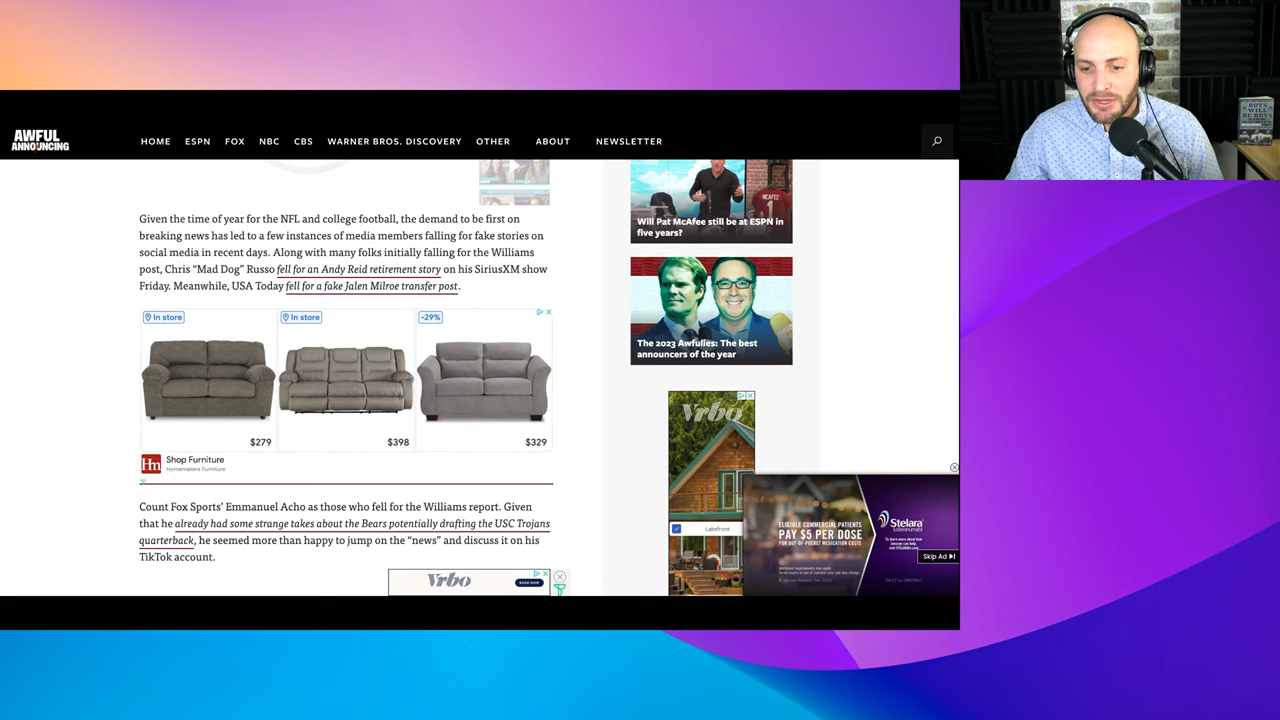 AWFUL
ANNOUNCING
HOME ESPN FOX NBC CBS WARNER BROS. DISCOVERY OTHER ABOUT NEWSLETTER
Given the time of year for the NFL and college football, the demand to be first on
breaking news has led to a few instances of media members falling for fake stories on
social media in recent days. Along with many folks initially falling for the Williams
post, Chris “Mad Dog” Russo fell for an Andy Reid retirement story on his SiriusXM show
Friday. Meanwhile, USA Today fell for a fake Jalen Milroe transfer post.
In store In store -29%
$279 $398 $329
Hm
Shop Furniture
Homemakers Furniture
Count Fox Sports’ Emmanuel Acho as those who fell for the Williams report. Given
that he already had some strange takes about the Bears potentially drafting the USC Trojans
quarterback, he seemed more than happy to jump on the “news” and discuss it on his
TikTok account.
Vrbo BOOK NOW
MCAFEE
Will Pat McAfee still be at ESPN in
five years?
The 2023 Awfulies: The best
announcers of the year
Vrbo
Lakefront
ELIGIBLE COMMERCIAL PATIENTS
PAY $5 PER DOSE
FOR OUT-OF-POCKET MEDICATION COSTS
Stelara
(ustekinumab)
Skip Ad
BOYS
WILL
BE BOYS